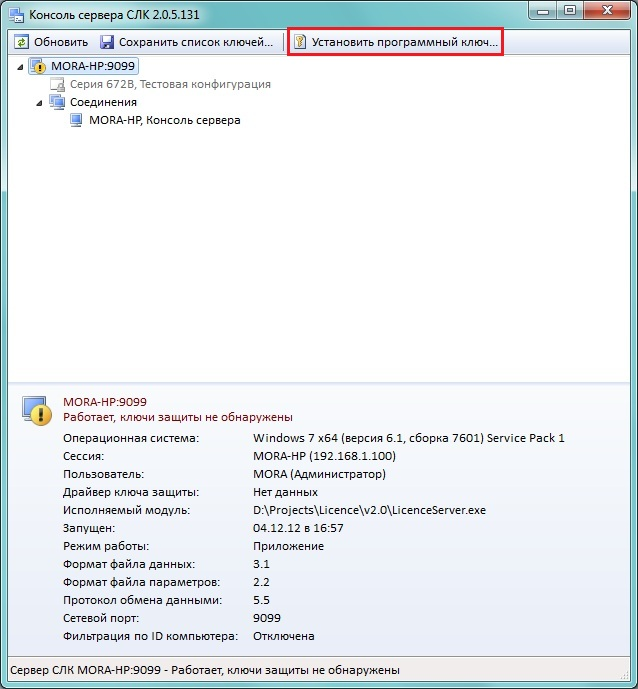 Консоль сервера СЛК 2.0.5.131
Обновить Сохранить список ключей... Установить программный ключ...
MORA-HP:9099
Серия 672B, Тестовая конфигурация
Соединения
MORA-HP, Консоль сервера
MORA-HP:9099
Работает, ключи защиты не обнаружены
Операционная система: Windows 7 x64 (версия 6.1, сборка 7601) Service Pack 1
Сессия: MORA-HP (192.168.1.100)
Пользователь: MORA (Администратор)
Драйвер ключа защиты: Нет данных
Исполняемый модуль: D:\Projects\Licence\v2.0\LicenceServer.exe
Запущен: 04.12.12 в 16:57
Режим работы: Приложение
Формат файла данных: 3.1
Формат файла параметров: 2.2
Протокол обмена данными: 5.5
Сетевой порт: 9099
Фильтрация по ID компьютера: Отключена
Сервер СЛК MORA-HP:9099 - Работает, ключи защиты не обнаружены